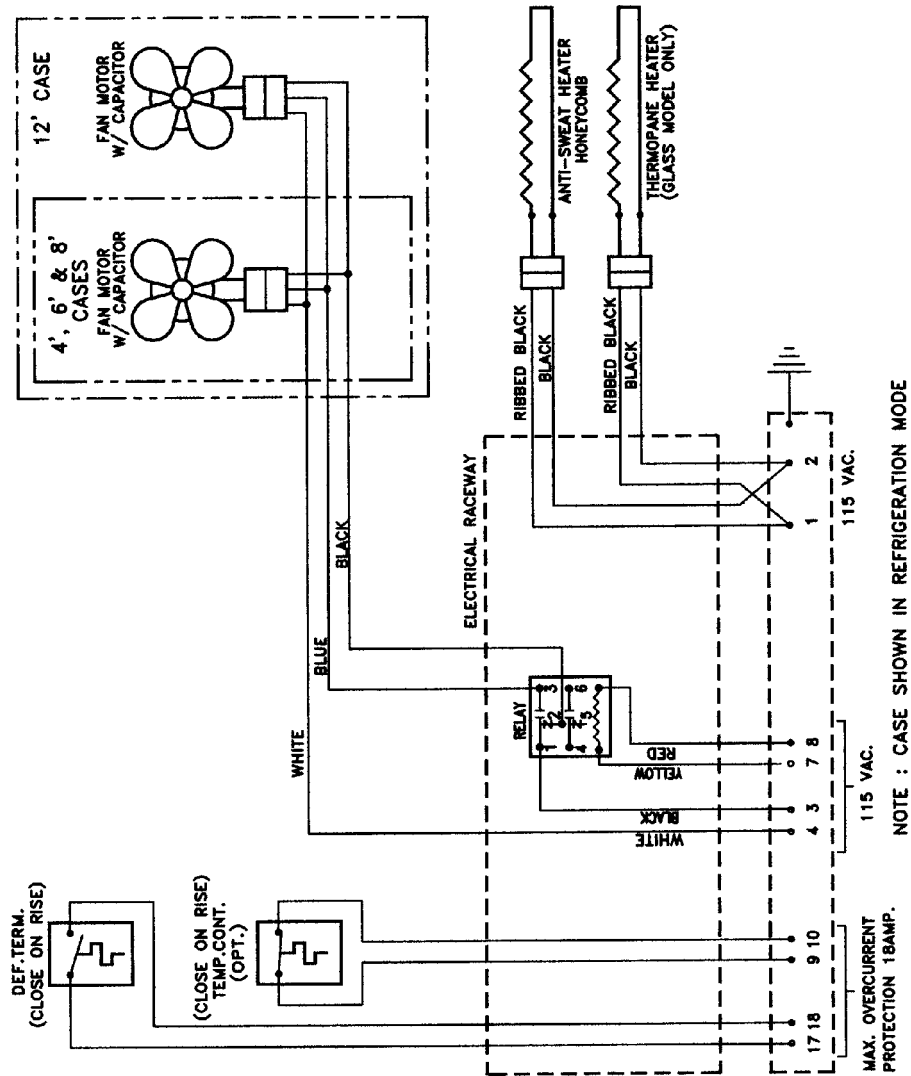 12' CASE
FAN MOTOR
W/ CAPACITOR
4', 6' & 8'
CASES
FAN MOTOR
W/ CAPACITOR
ANTI-SWEAT HEATER
HONEYCOMB
THERMOPANE HEATER
(GLASS MODEL ONLY)
RIBBED BLACK
BLACK
RIBBED BLACK
BLACK
ELECTRICAL RACEWAY
BLACK
BLUE
WHITE
RELAY
1
2
3
4
5
6
RED
YELLOW
BLACK
WHITE
DEF.TERM.
(CLOSE ON RISE)
(CLOSE ON RISE)
TEMP.CONT.
(OPT.)
17 18
9 10
4 3
7 8
1 2
115 VAC.
115 VAC.
MAX. OVERCURRENT
PROTECTION 18AMP.
NOTE : CASE SHOWN IN REFRIGERATION MODE